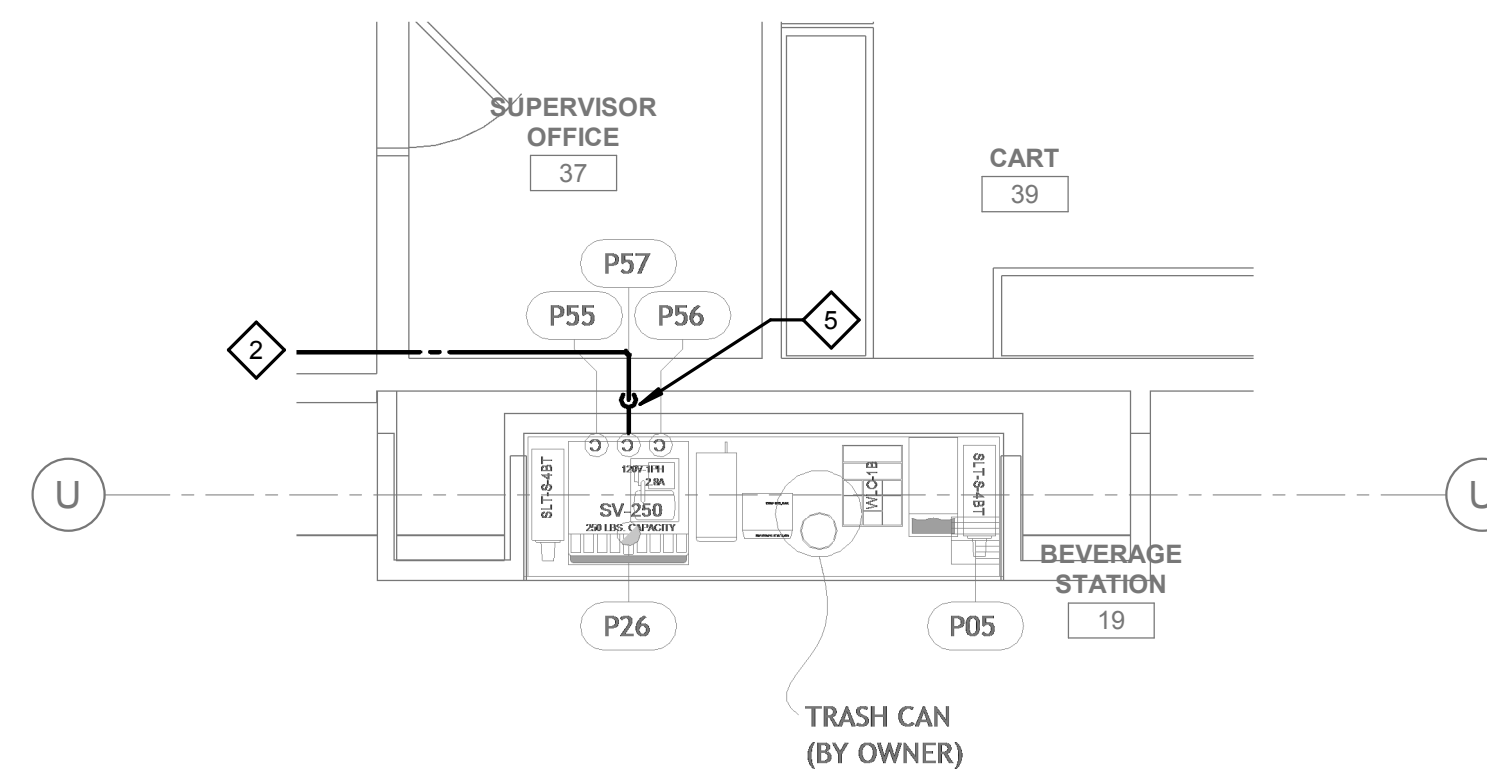 SUPERVISOR
OFFICE
37
CART
39
P57
P55
P56
2
5
C
C
C
120V-1PH
2.8A
SLT-S-4BT
SV-250
250 LBS. CAPACITY
WLC-1B
SLT-S-4BT
U
U
BEVERAGE
STATION
19
P26
P05
TRASH CAN
(BY OWNER)